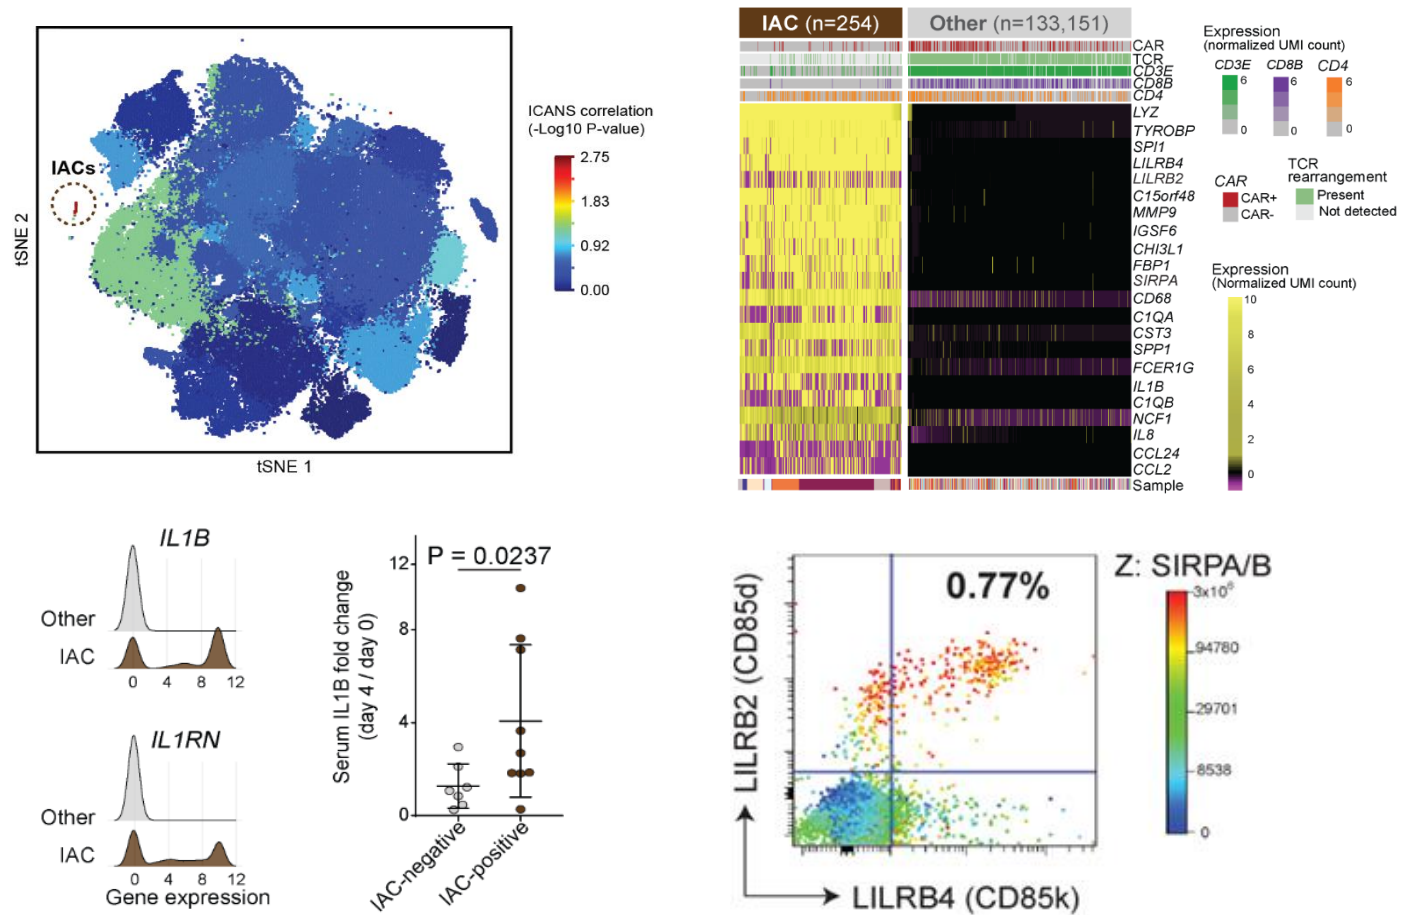 IACs
tSNE 2
tSNE 1
ICANS correlation
(-Log10 P-value)
2.75
1.83
0.92
0.00
IAC (n=254)
Other (n=133,151)
CAR
TCR
CD3E
CD8B
CD4
LYZ
TYROBP
SPI1
LILRB4
LILRB2
C15orf48
MMP9
IGSF6
CHI3L1
FBP1
SIRPA
CD68
C1QA
CST3
SPP1
FCER1G
IL1B
C1QB
NCF1
IL8
CCL24
CCL2
Sample
Expression
(normalized UMI count)
CD3E CD8B CD4
6 6 6
0 0 0
CAR
CAR+
CAR-
TCR
rearrangement
Present
Not detected
Expression
(Normalized UMI count)
10
8
6
4
2
0
IL1B
Other
IAC
0 4 8 12
IL1RN
Other
IAC
0 4 8 12
Gene expression
Serum IL1B fold change
(day 4 / day 0)
12
8
4
0
P = 0.0237
IAC-negative
IAC-positive
LILRB2 (CD85d)
0.77%
LILRB4 (CD85k)
Z: SIRPA/B
3x10⁶
94780
29701
8538
0